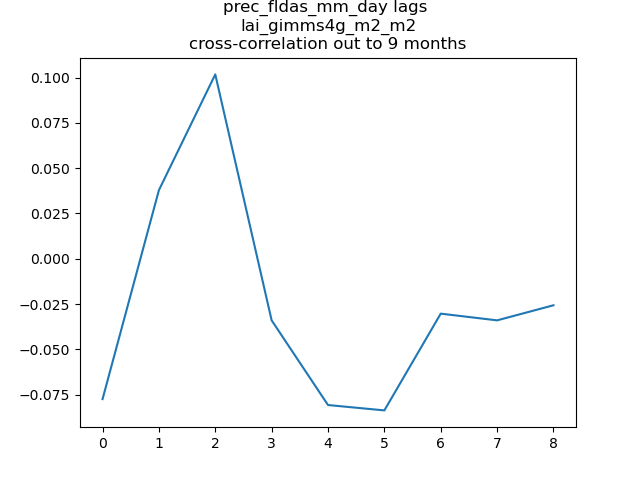 prec_fldas_mm_day lags
lai_gimms4g_m2_m2
cross-correlation out to 9 months
0.100
0.075
0.050
0.025
0.000
−0.025
−0.050
−0.075
0 1 2 3 4 5 6 7 8